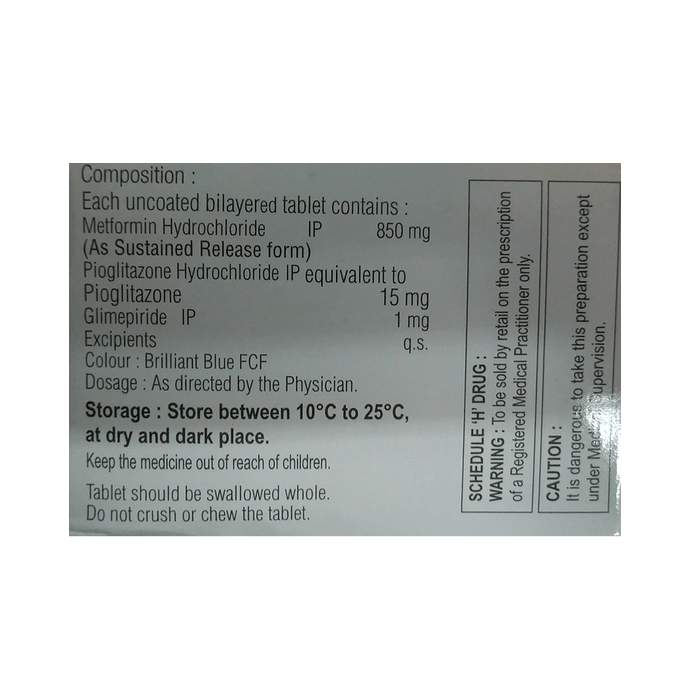 Composition :
Each uncoated bilayered tablet contains :
Metformin Hydrochloride IP 850 mg
(As Sustained Release form)
Pioglitazone Hydrochloride IP equivalent to
Pioglitazone 15 mg
Glimepiride IP 1 mg
Excipients q.s.
Colour : Brilliant Blue FCF
Dosage : As directed by the Physician.
Storage : Store between 10°C to 25°C,
at dry and dark place.
Keep the medicine out of reach of children.
Tablet should be swallowed whole.
Do not crush or chew the tablet.
SCHEDULE 'H' DRUG :
WARNING : To be sold by retail on the prescription
of a Registered Medical Practitioner only.
CAUTION :
It is dangerous to take this preparation except
under Medical Supervision.